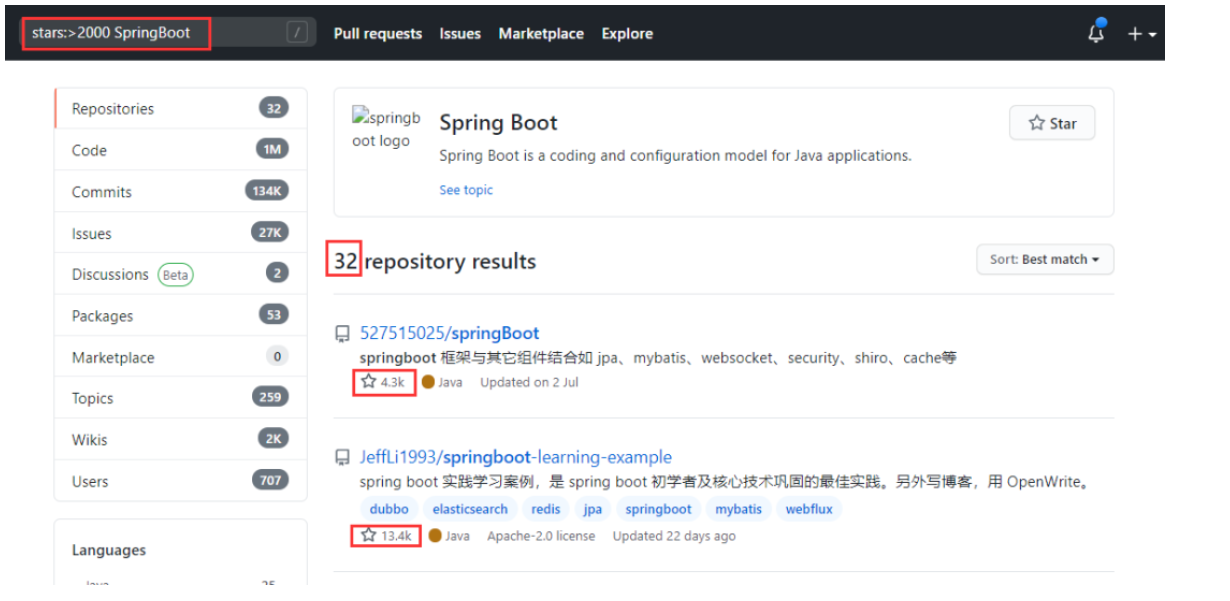 stars:>2000 SpringBoot / Pull requests Issues Marketplace Explore
Repositories 32
Code 1M
Commits 134K
Issues 27K
Discussions Beta 2
Packages 53
Marketplace 0
Topics 259
Wikis 2K
Users 707
Languages
Java 25
springb
oot logo
Spring Boot
Star
Spring Boot is a coding and configuration model for Java applications.
See topic
32 repository results
Sort: Best match
527515025/springBoot
springboot 框架与其它组件结合如 jpa、mybatis、websocket、security、shiro、cache等
4.3k Java Updated on 2 Jul
JeffLi1993/springboot-learning-example
spring boot 实践学习案例，是 spring boot 初学者及核心技术巩固的最佳实践。另外写博客，用 OpenWrite。
dubbo elasticsearch redis jpa springboot mybatis webflux
13.4k Java Apache-2.0 license Updated 22 days ago